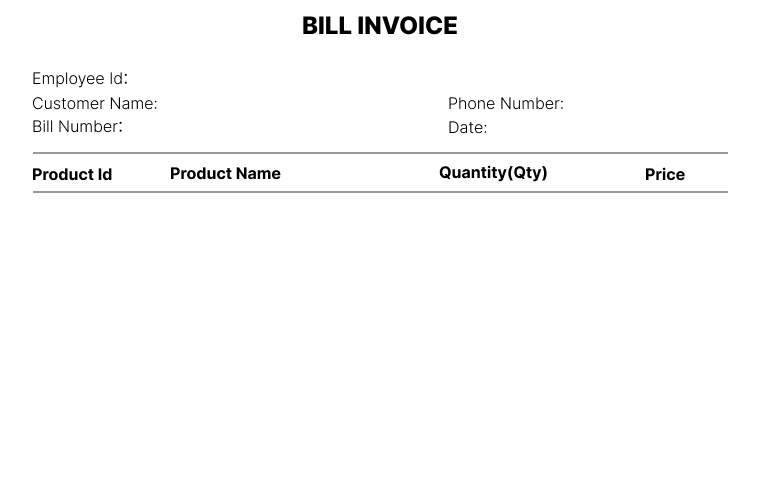 BILL INVOICE
Employee Id:
Customer Name: Phone Number:
Bill Number: Date:
Product Id Product Name Quantity(Qty) Price